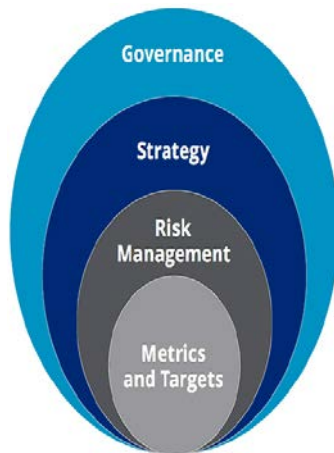 Governance
Strategy
Risk
Management
Metrics
and Targets